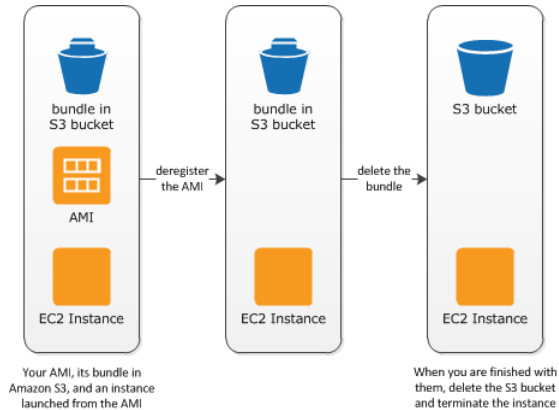 bundle in
S3 bucket
AMI
EC2 Instance
deregister
the AMI
bundle in
S3 bucket
EC2 Instance
delete the
bundle
S3 bucket
EC2 Instance
Your AMI, its bundle in
Amazon S3, and an instance
launched from the AMI
When you are finished with
them, delete the S3 bucket
and terminate the instance